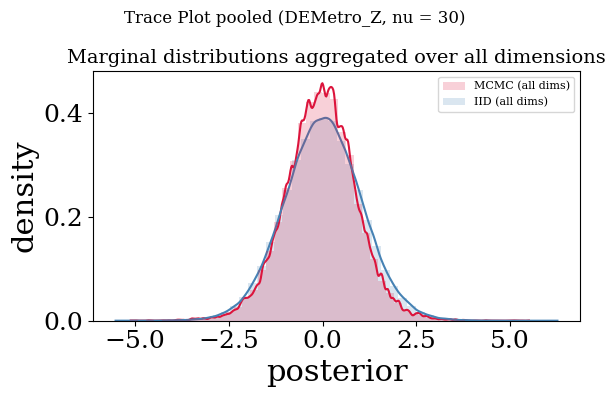 Trace Plot pooled (DEMetro_Z, nu = 30)
Marginal distributions aggregated over all dimensions
MCMC (all dims)
IID (all dims)
density
0.4
0.2
0.0
−5.0 −2.5 0.0 2.5 5.0
posterior